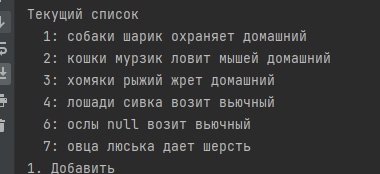 Текущий список
1: собаки шарик охраняет домашний
2: кошки мурзик ловит мышей домашний
3: хомяки рыжий жрет домашний
4: лошади сивка возит вьючный
6: ослы null возит вьючный
7: овца люська дает шерсть
1. Добавить